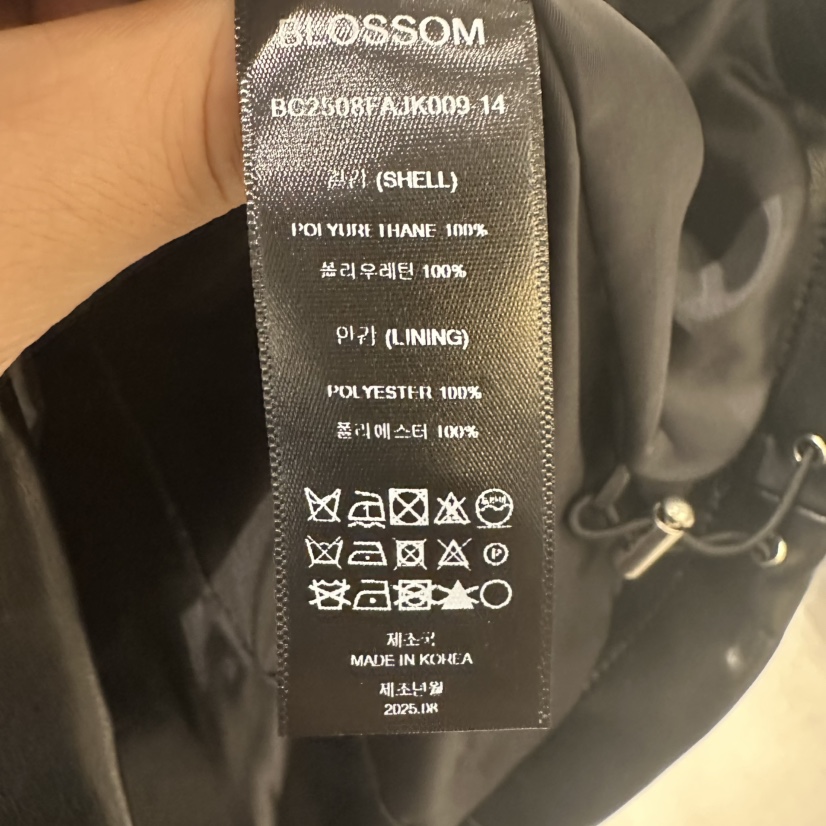 BLOSSOM
BC2508FAJK009 14
겉감 (SHELL)
POLYURETHANE 100%
폴리우레탄 100%
안감 (LINING)
POLYESTER 100%
폴리에스터 100%
P
제조국
MADE IN KOREA
제조년월
2025.08